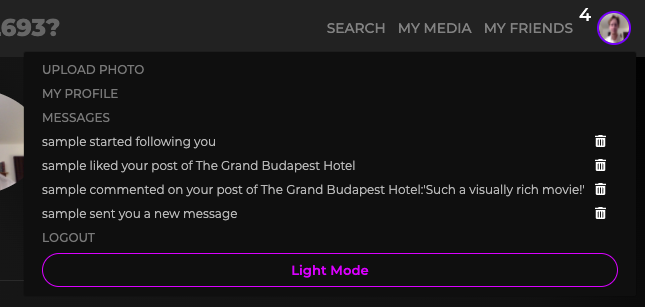 2693?
SEARCH MY MEDIA MY FRIENDS 4
UPLOAD PHOTO
MY PROFILE
MESSAGES
sample started following you
sample liked your post of The Grand Budapest Hotel
sample commented on your post of The Grand Budapest Hotel:'Such a visually rich movie!'
sample sent you a new message
LOGOUT
Light Mode